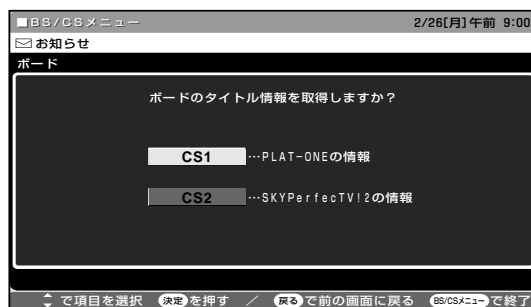 ■BS/CSメニュー 2/26[月]午前 9:00
お知らせ
ボード
ボードのタイトル情報を取得しますか？
CS1 …PLAT-ONEの情報
CS2 …SKYPerfecTV!2の情報
で項目を選択 決定を押す ／ 戻るで前の画面に戻る BS/CSメニューで終了